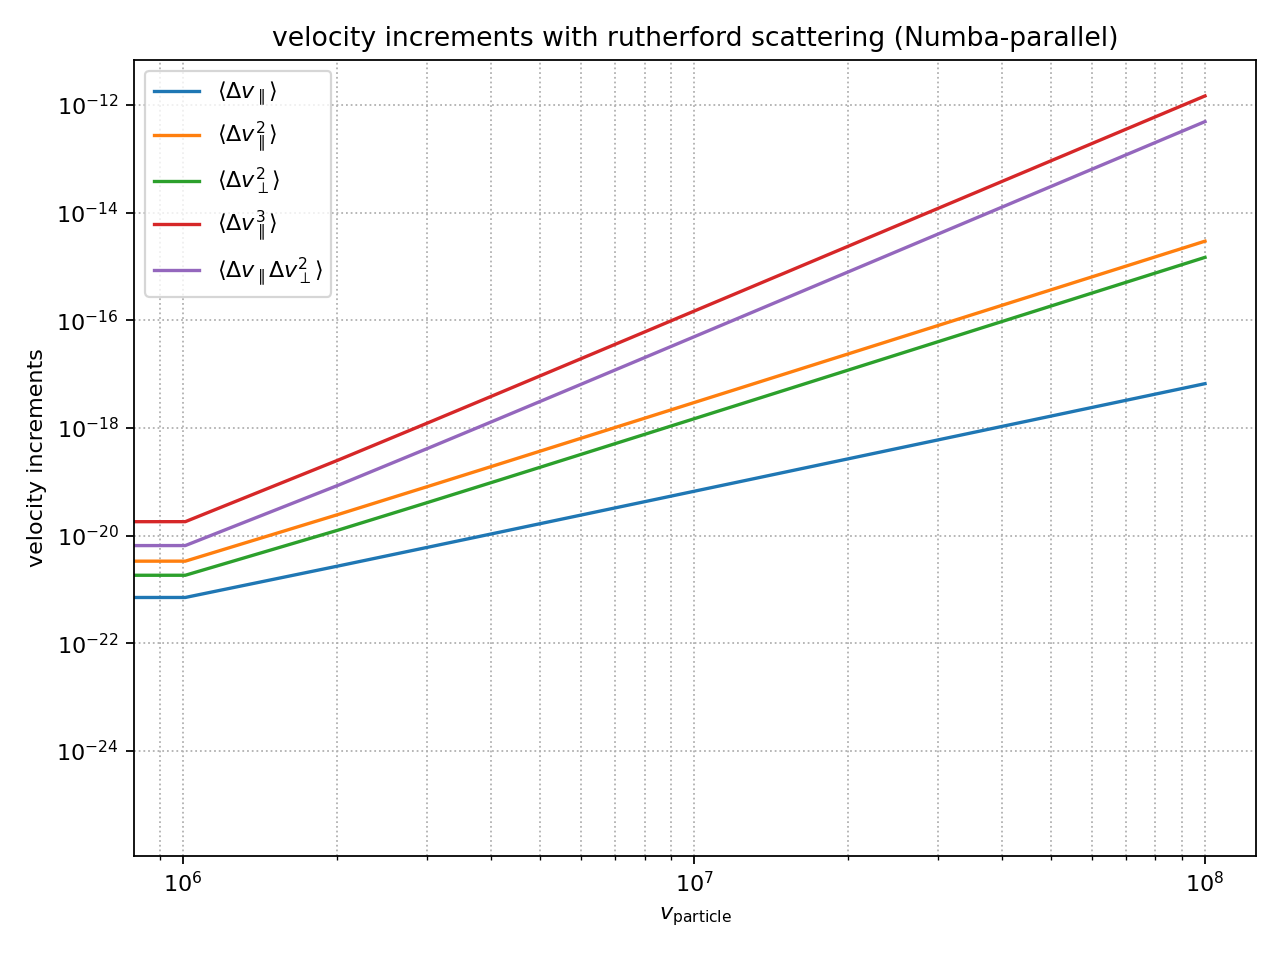 velocity increments with rutherford scattering (Numba-parallel)
⟨Δv∥⟩
⟨Δv∥²⟩
⟨Δv⊥²⟩
⟨Δv∥³⟩
⟨Δv∥Δv⊥²⟩
velocity increments
10⁻¹²
10⁻¹⁴
10⁻¹⁶
10⁻¹⁸
10⁻²⁰
10⁻²²
10⁻²⁴
10⁶ 10⁷ 10⁸
v_particle